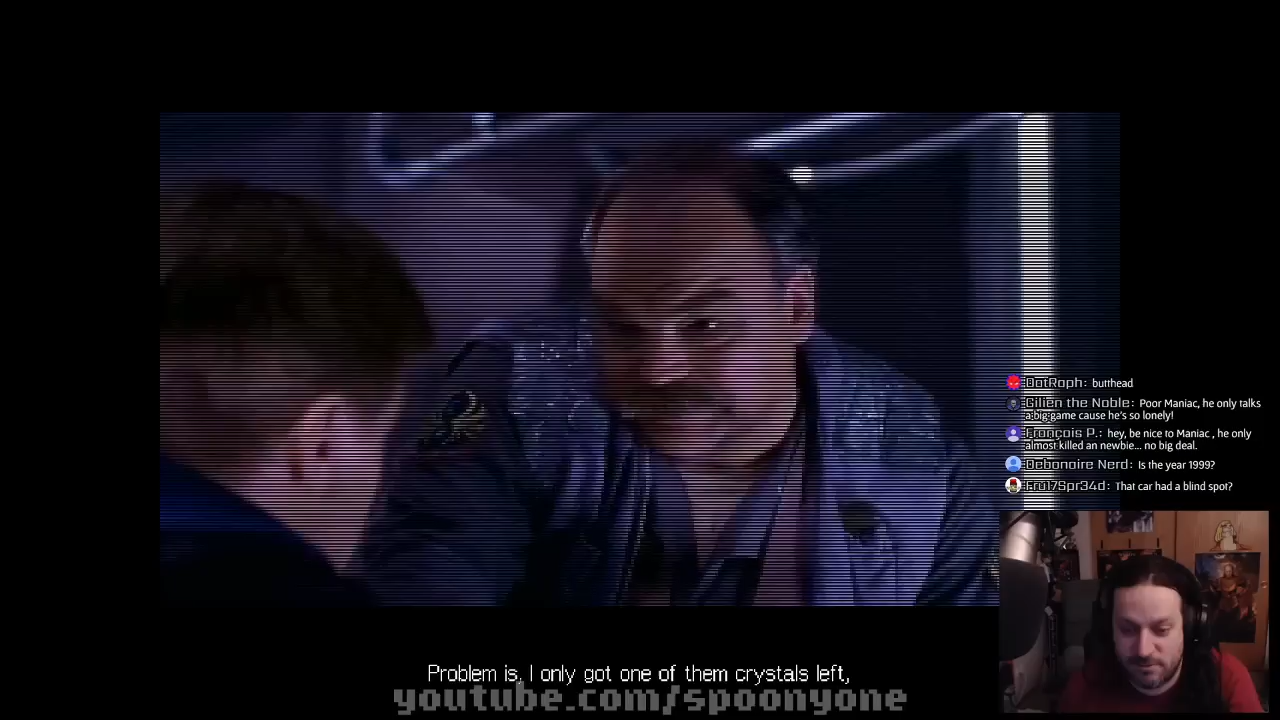 DotRoph: butthead
Gilien the Noble: Poor Maniac, he only talks
a big game cause he's so lonely!
François P.: hey, be nice to Maniac , he only
almost killed an newbie... no big deal.
Debonaire Nerd: Is the year 1999?
Fru17Spr34d: That car had a blind spot?
Problem is, I only got one of them crystals left,
youtube.com/spoonyone